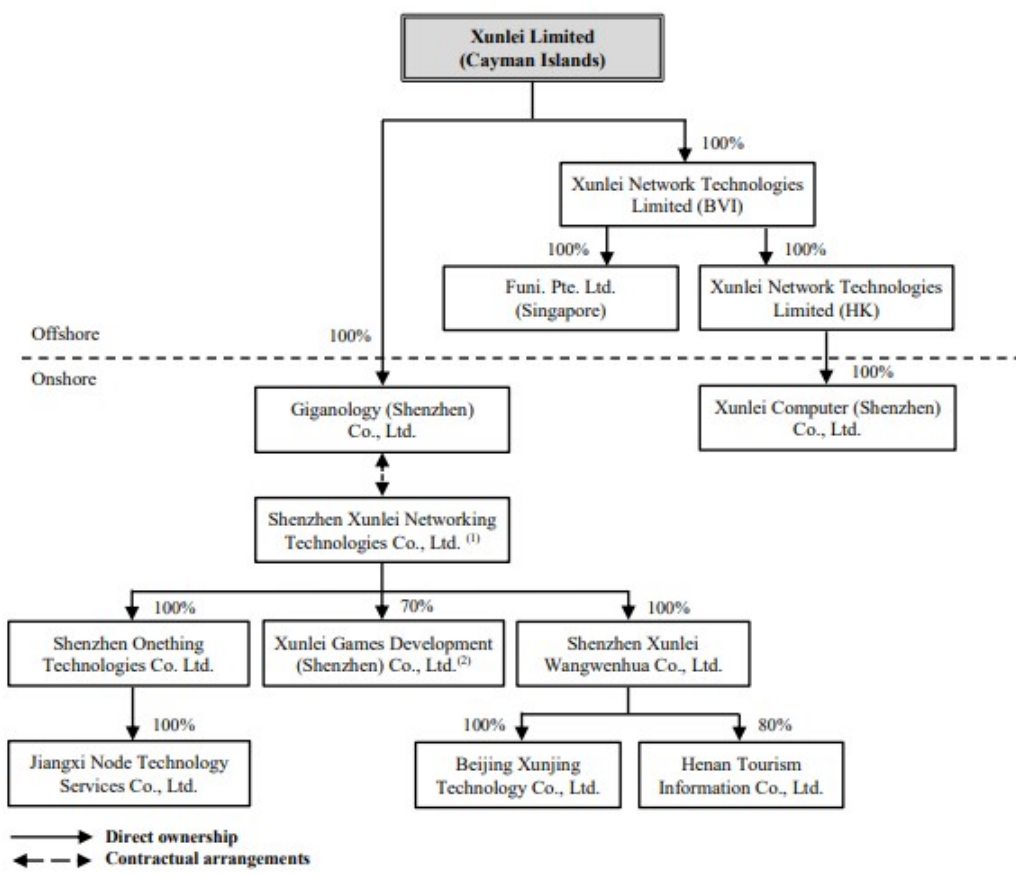 Xunlei Limited
(Cayman Islands)
100%
Xunlei Network Technologies
Limited (BVI)
100%
100%
Funi. Pte. Ltd.
(Singapore)
Xunlei Network Technologies
Limited (HK)
Offshore
100%
Onshore
100%
Giganology (Shenzhen)
Co., Ltd.
Xunlei Computer (Shenzhen)
Co., Ltd.
Shenzhen Xunlei Networking
Technologies Co., Ltd. (1)
100%
70%
100%
Shenzhen Onething
Technologies Co. Ltd.
Xunlei Games Development
(Shenzhen) Co., Ltd.(2)
Shenzhen Xunlei
Wangwenhua Co., Ltd.
100%
100%
80%
Jiangxi Node Technology
Services Co., Ltd.
Beijing Xunjing
Technology Co., Ltd.
Henan Tourism
Information Co., Ltd.
Direct ownership
Contractual arrangements